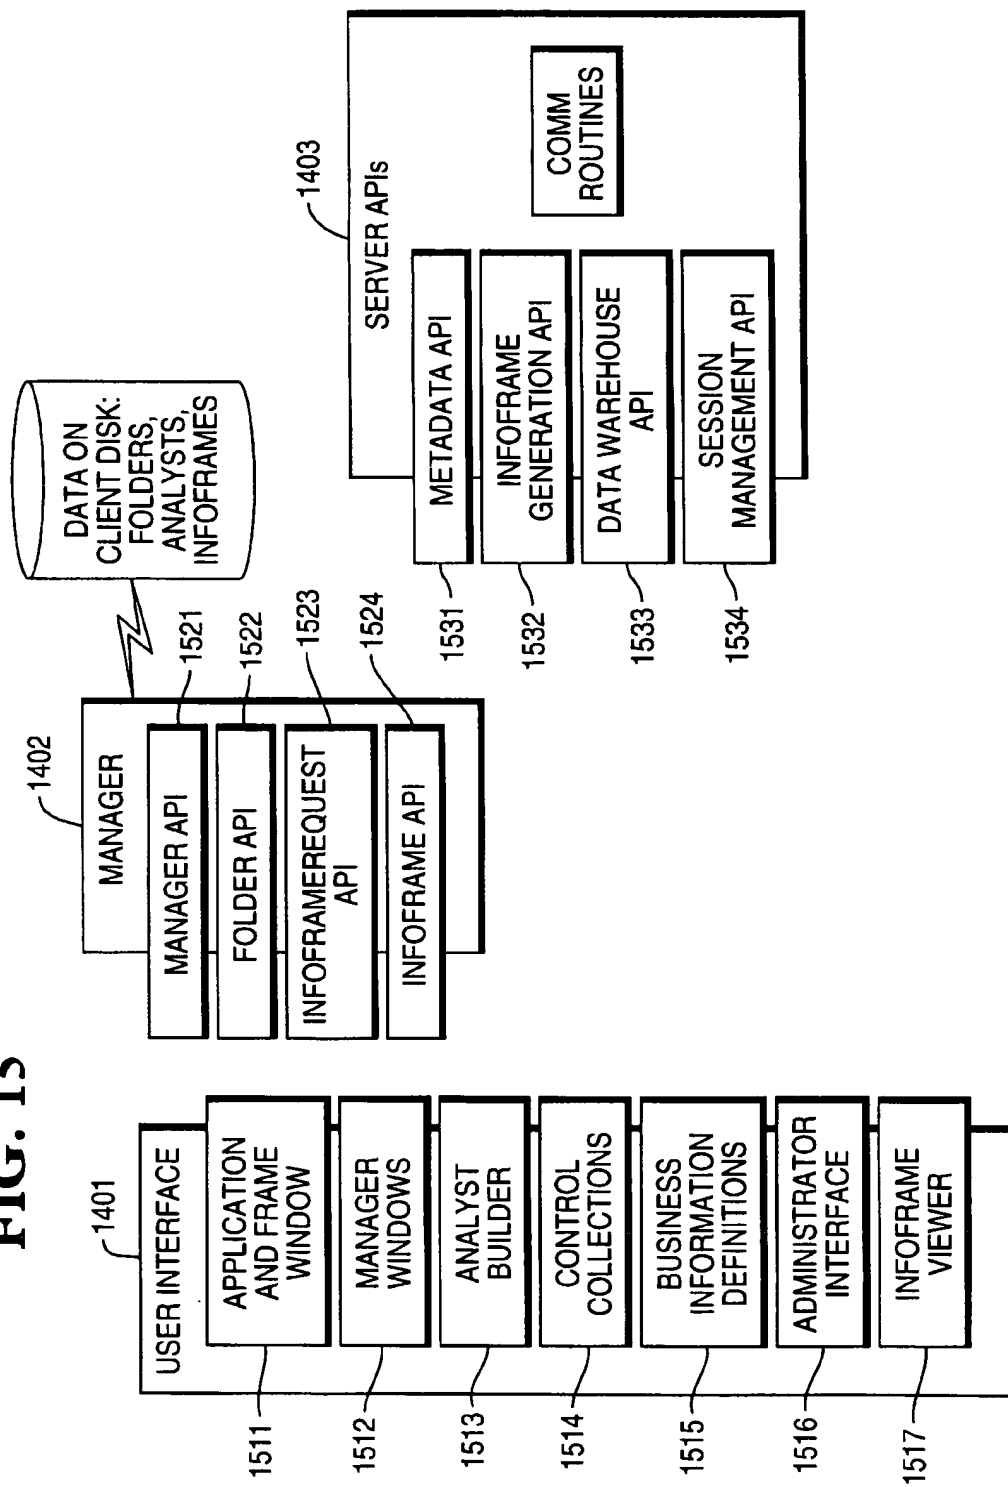 FIG. 15
1401
USER INTERFACE
APPLICATION
AND FRAME
WINDOW
1511
MANAGER
WINDOWS
1512
ANALYST
BUILDER
1513
CONTROL
COLLECTIONS
1514
BUSINESS
INFORMATION
DEFINITIONS
1515
ADMINISTRATOR
INTERFACE
1516
INFOFRAME
VIEWER
1517
1402
MANAGER
MANAGER API
1521
FOLDER API
1522
INFOFRAMEREQUEST
API
1523
INFOFRAME API
1524
DATA ON
CLIENT DISK:
FOLDERS,
ANALYSTS,
INFOFRAMES
1403
SERVER APIs
METADATA API
1531
INFOFRAME
GENERATION API
1532
DATA WAREHOUSE
API
1533
SESSION
MANAGEMENT API
1534
COMM
ROUTINES